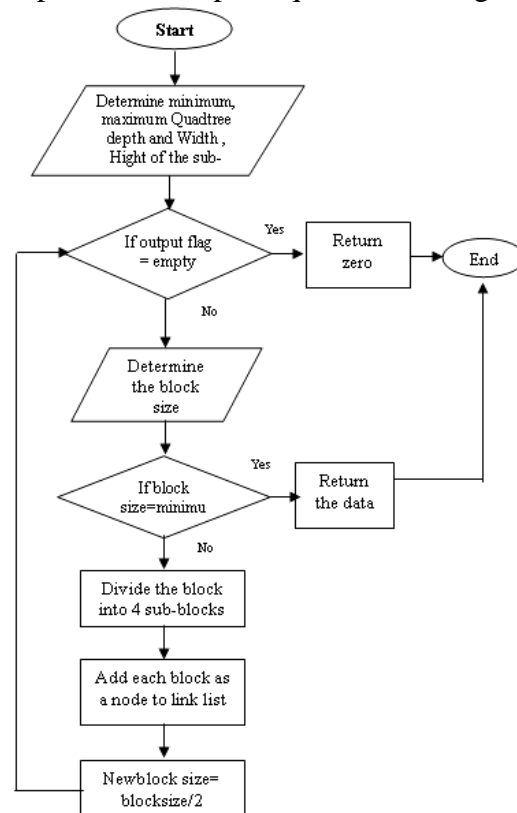 Start
Determine minimum,
maximum Quadtree
depth and Width ,
Hight of the sub-
If output flag
= empty
Yes
Return
zero
End
No
Determine
the block
size
If block
size=minimu
Yes
Return
the data
No
Divide the block
into 4 sub-blocks
Add each block as
a node to link list
Newblock size=
blocksize/2